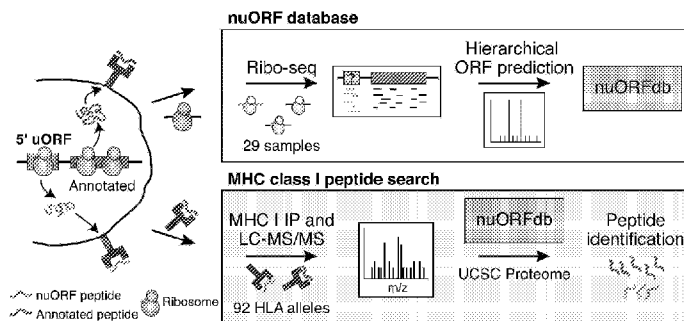 nuORF database
Ribo-seq
29 samples
?
Hierarchical
ORF prediction
nuORFdb
5' uORF
Annotated
MHC class I peptide search
MHC I IP and
LC-MS/MS
92 HLA alleles
m/z
nuORFdb
UCSC Proteome
Peptide
identification
nuORF peptide
Annotated peptide
Ribosome